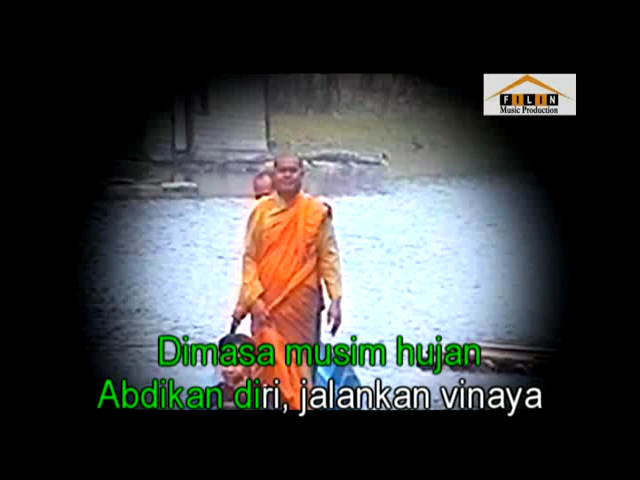 FILIN
Music Production
Dimasa musim hujan
Abdikan diri, jalankan vinaya